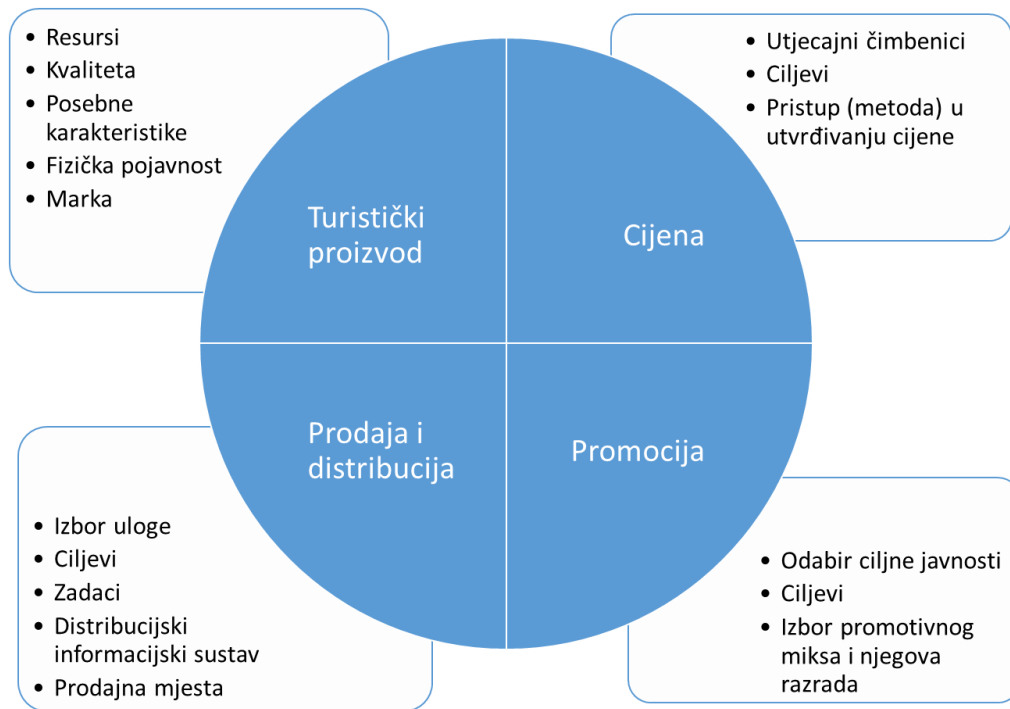 • Resursi
• Kvaliteta
• Posebne
karakteristike
• Fizička pojavnost
• Marka
• Utjecajni čimbenici
• Ciljevi
• Pristup (metoda) u
utvrđivanju cijene
Turistički
proizvod
Cijena
Prodaja i
distribucija
Promocija
• Izbor uloge
• Ciljevi
• Zadaci
• Distribucijski
informacijski sustav
• Prodajna mjesta
• Odabir ciljne javnosti
• Ciljevi
• Izbor promotivnog
miksa i njegova
razrada